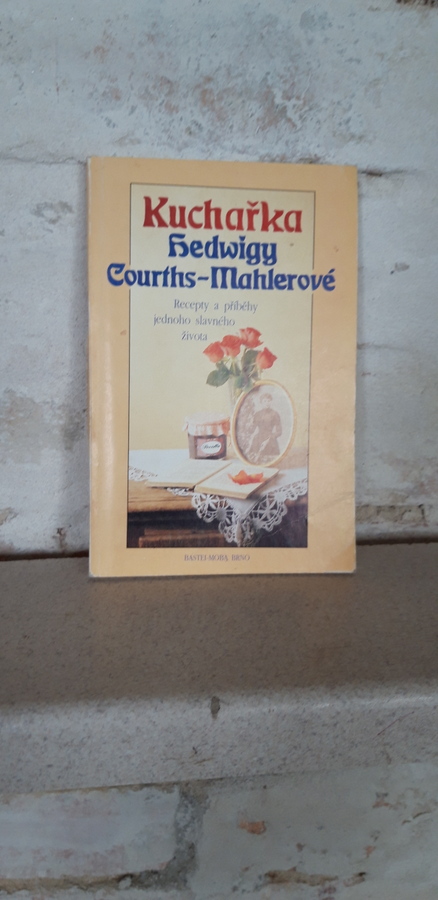 Kuchařka
Hedwigy
Courths-Mahlerové
Recepty a příběhy
jednoho slavného
života
BASTEI-MOBA, BRNO